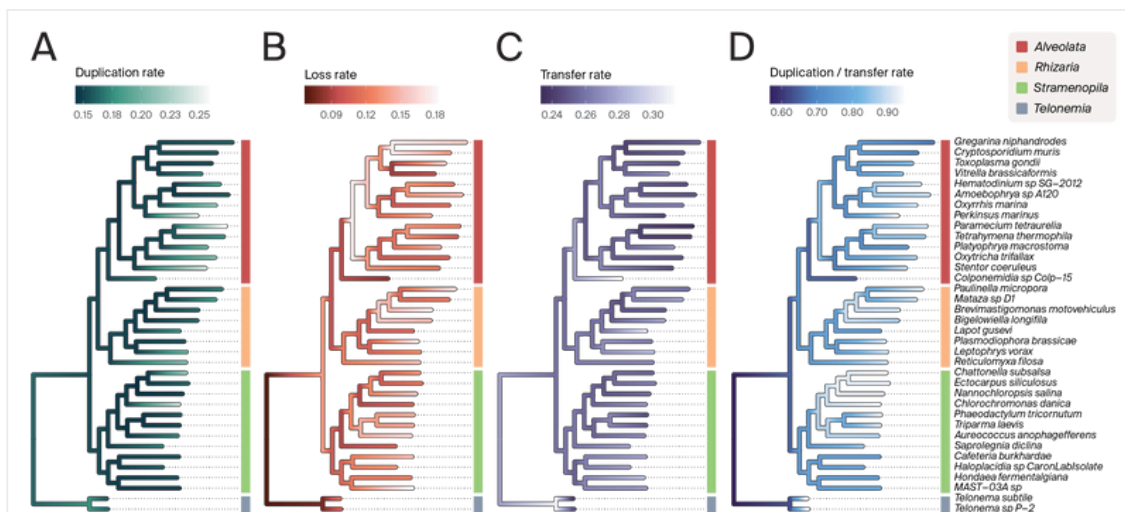 A
B
C
D
Duplication rate
0.15 0.18 0.20 0.23 0.25
Loss rate
0.09 0.12 0.15 0.18
Transfer rate
0.24 0.26 0.28 0.30
Duplication / transfer rate
0.60 0.70 0.80 0.90
Alveolata
Rhizaria
Stramenopila
Telonemia
Gregarina niphandrodes
Cryptosporidium muris
Toxoplasma gondii
Vitrella brassicaformis
Hematodinium sp SG–2012
Amoebophrya sp A120
Oxyrrhis marina
Perkinsus marinus
Paramecium tetraurelia
Tetrahymena thermophila
Platyophrya macrostoma
Oxytricha trifallax
Stentor coeruleus
Colponemidia sp Colp–15
Paulinella micropora
Mataza sp D1
Brevimastigomonas motovehiculus
Bigelowiella longifila
Lapot gusevi
Plasmodiophora brassicae
Leptophrys vorax
Reticulomyxa filosa
Chattonella subsalsa
Ectocarpus siliculosus
Nannochloropsis salina
Chlorochromonas danica
Phaeodactylum tricornutum
Triparma laevis
Aureococcus anophagefferens
Saprolegnia diclina
Cafeteria burkhardae
Haloplacidia sp CaronLabIsolate
Hondaea fermentalgiana
MAST–03A sp
Telonema subtile
Telonema sp P–2